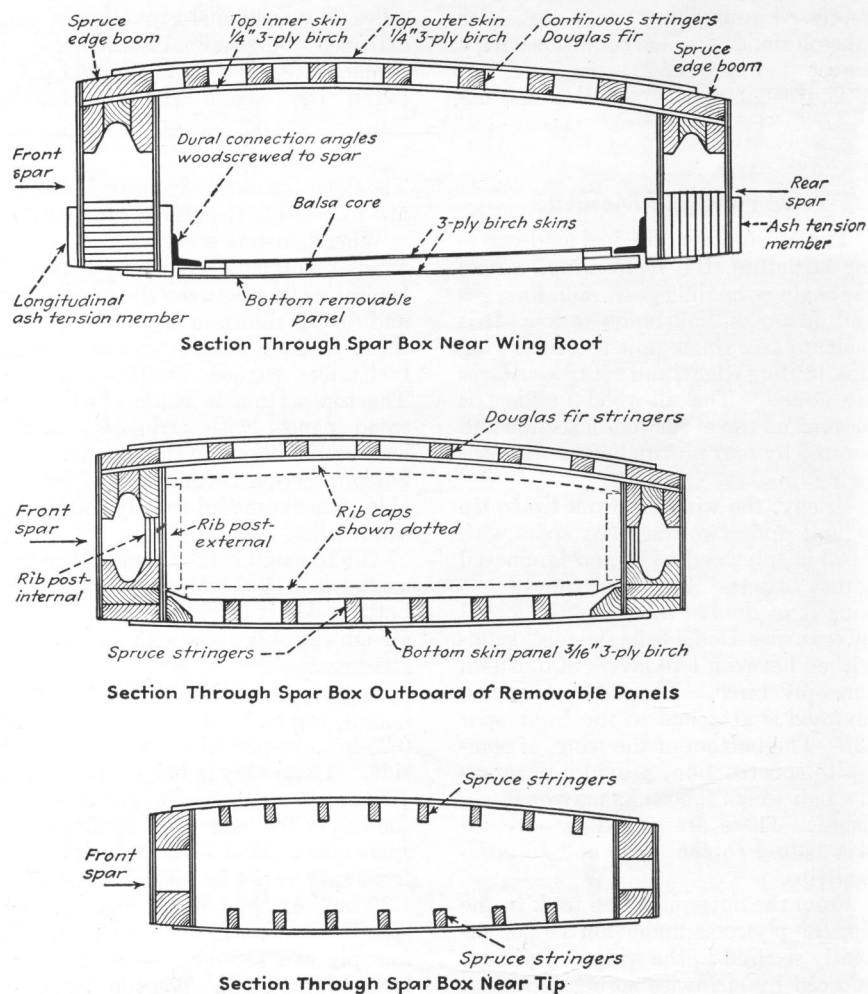 Spruce
edge boom
Top inner skin
¼" 3-ply birch
Top outer skin
¼" 3-ply birch
Continuous stringers
Douglas fir
Spruce
edge boom
Dural connection angles
woodscrewed to spar
Front
spar
Balsa core
3-ply birch skins
Rear
spar
Ash tension
member
Longitudinal
ash tension member
Bottom removable
panel
Section Through Spar Box Near Wing Root
Douglas fir stringers
Front
spar
Rib post-
external
Rib caps
shown dotted
Rib post-
internal
Spruce stringers
Bottom skin panel 3/16" 3-ply birch
Section Through Spar Box Outboard of Removable Panels
Spruce stringers
Front
spar
Spruce stringers
Section Through Spar Box Near Tip